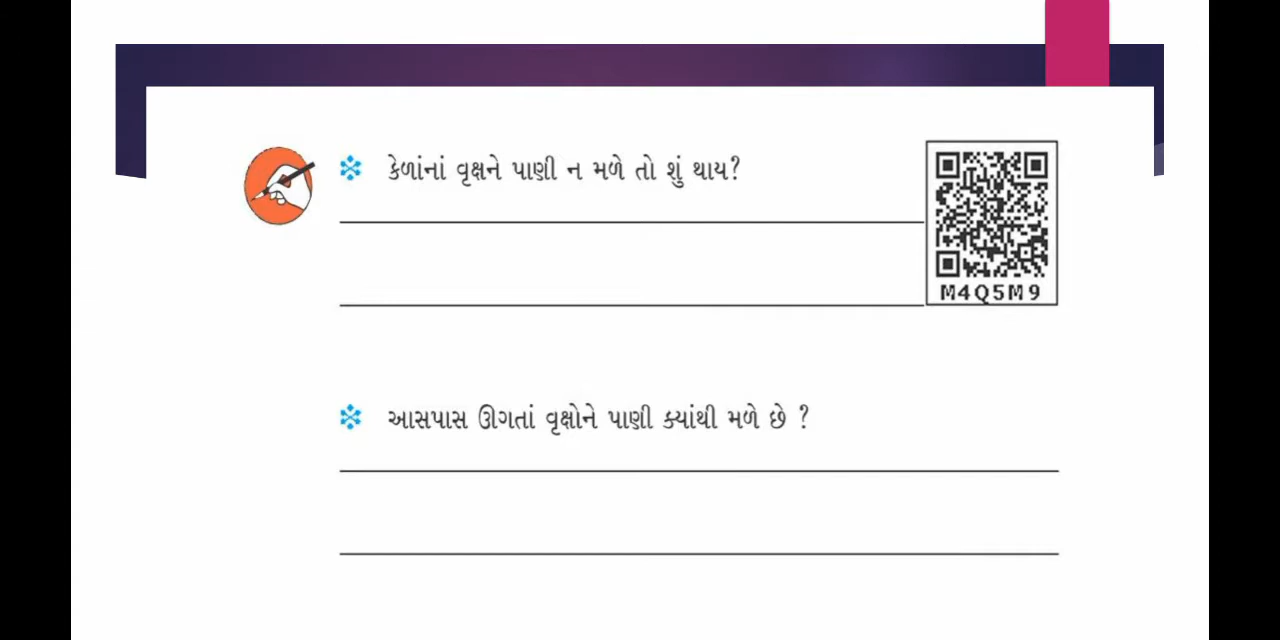 કેળાંનાં વૃક્ષને પાણી ન મળે તો શું થાય?
M4Q5M9
આસપાસ ઊગતાં વૃક્ષોને પાણી ક્યાંથી મળે છે ?